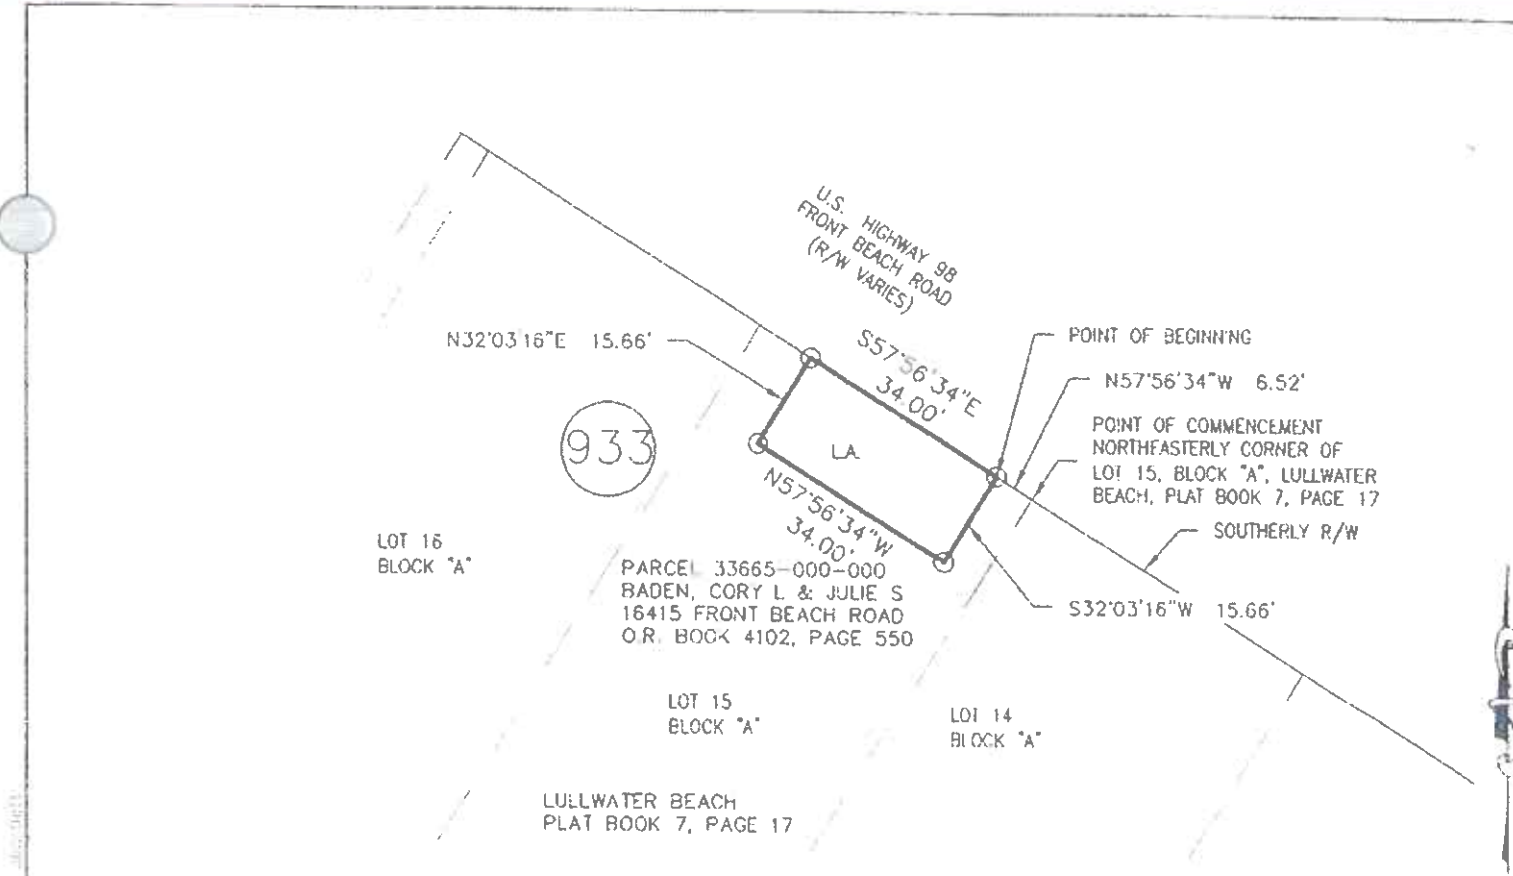 U.S. HIGHWAY 98
FRONT BEACH ROAD
(R/W VARIES)
N32°03'16"E 15.66'
S57°56'34"E
34.00'
POINT OF BEGINNING
N57°56'34"W 6.52'
POINT OF COMMENCEMENT
NORTHEASTERLY CORNER OF
LOT 15, BLOCK "A", LULLWATER
BEACH, PLAT BOOK 7, PAGE 17
SOUTHERLY R/W
933
L.A.
N57°56'34"W
34.00'
S32°03'16"W 15.66'
LOT 16
BLOCK "A"
PARCEL 33665-000-000
BADEN, CORY L & JULIE S
16415 FRONT BEACH ROAD
O.R. BOOK 4102, PAGE 550
LOT 15
BLOCK "A"
LOT 14
BLOCK "A"
LULLWATER BEACH
PLAT BOOK 7, PAGE 17